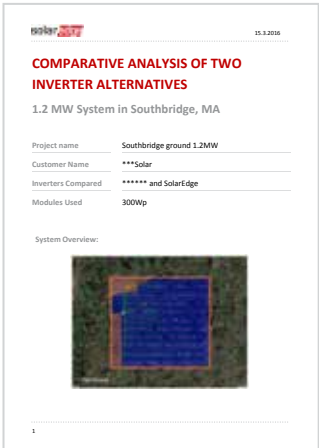 solaredge
15.3.2016
COMPARATIVE ANALYSIS OF TWO
INVERTER ALTERNATIVES
1.2 MW System in Southbridge, MA
Project name Southbridge ground 1.2MW
Customer Name ***Solar
Inverters Compared ****** and SolarEdge
Modules Used 300Wp
System Overview:
1